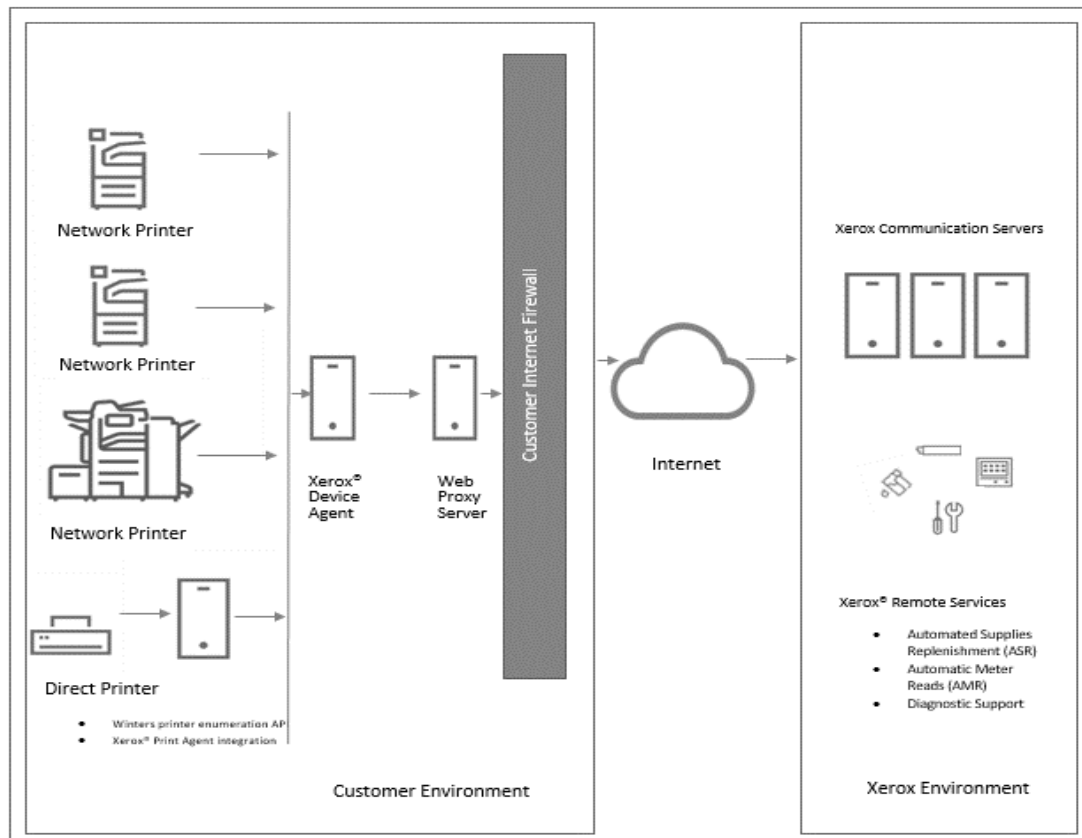 Network Printer
Network Printer
Network Printer
Direct Printer
• Winters printer enumeration AP
• Xerox® Print Agent integration
Xerox®
Device
Agent
Web
Proxy
Server
Customer Internet Firewall
Customer Environment
Internet
Xerox Communication Servers
Xerox® Remote Services
• Automated Supplies
Replenishment (ASR)
• Automatic Meter
Reads (AMR)
• Diagnostic Support
Xerox Environment